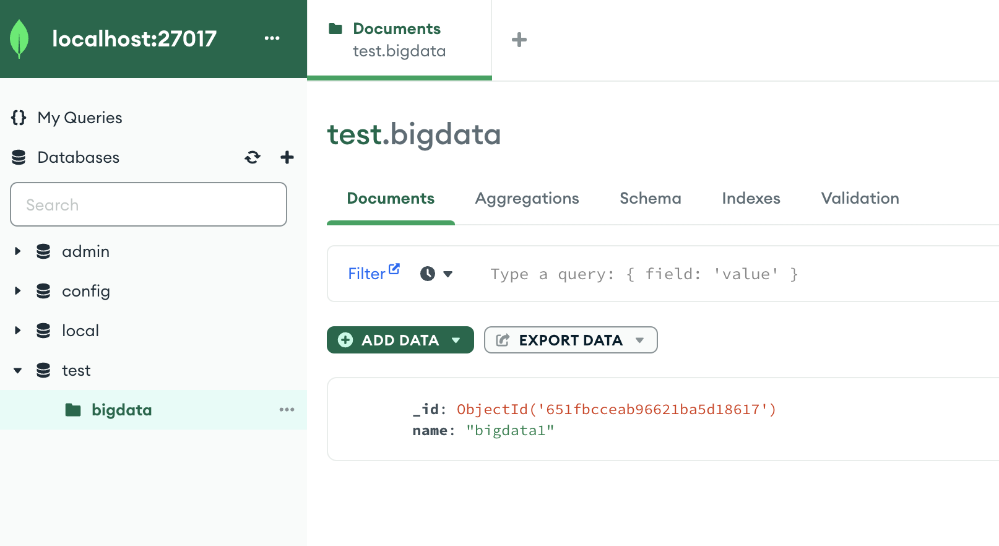 localhost:27017
My Queries
Databases
Search
admin
config
local
test
bigdata
Documents
test.bigdata
test.bigdata
Documents Aggregations Schema Indexes Validation
Filter Type a query: { field: 'value' }
ADD DATA EXPORT DATA
_id: ObjectId('651fbcceab96621ba5d18617')
name: "bigdata1"